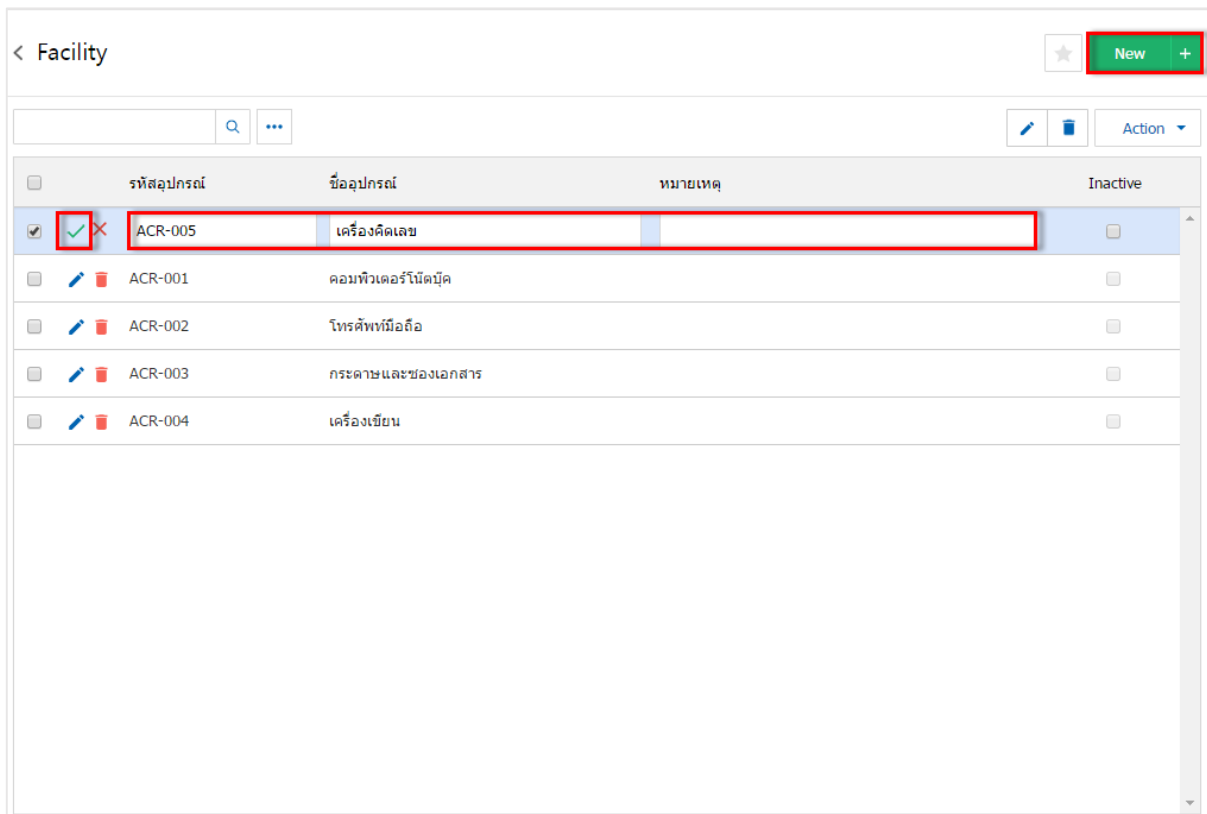 Facility
New +
Action
รหัสอุปกรณ์ ชื่ออุปกรณ์ หมายเหตุ Inactive
ACR-005 เครื่องคิดเลข
ACR-001 คอมพิวเตอร์โน๊ตบุ๊ค
ACR-002 โทรศัพท์มือถือ
ACR-003 กระดาษและซองเอกสาร
ACR-004 เครื่องเขียน